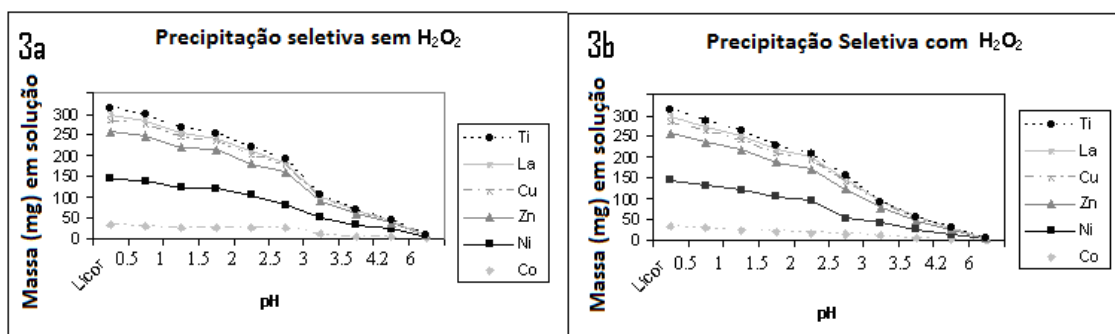 3a
Precipitação seletiva sem H2O2
Massa (mg) em solução
300
250
200
150
100
50
0
Licor 0.5 1 1.5 2 2.5 3 3.5 4.2 6
pH
Ti
La
Cu
Zn
Ni
Co
3b
Precipitação Seletiva com H2O2
Massa (mg) em solução
300
250
200
150
100
50
0
Licor 0.5 1 1.5 2 2.5 3 3.5 4.2 6
pH
Ti
La
Cu
Zn
Ni
Co